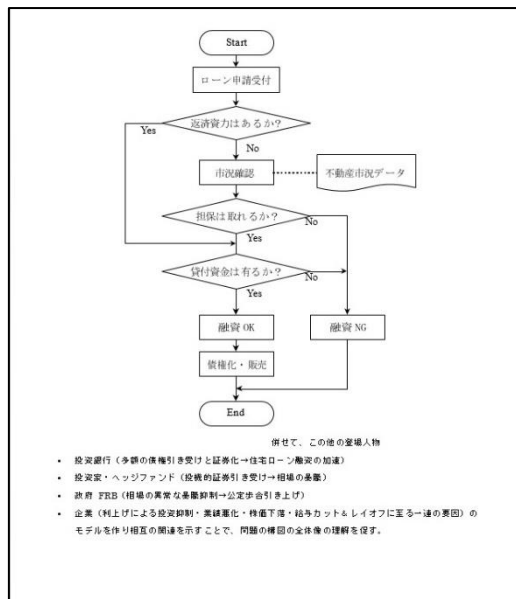 Start
ローン申請受付
返済資力はあるか?
Yes
No
市況確認
不動産市況データ
担保は取れるか?
No
Yes
貸付資金は有るか?
No
Yes
融資 OK
融資 NG
債権化・販売
End
併せて、この他の登場人物
• 投資銀行（多額の債権引き受けと証券化→住宅ローン融資の加速）
• 投資家・ヘッジファンド（投機的証券引き受け→相場の暴騰）
• 政府 FRB（相場の異常な暴騰抑制→公定歩合引き上げ）
• 企業（利上げによる投資抑制・業績悪化・株価下落・給与カット＆レイオフに至る一連の要因）の
モデルを作り相互の関連を示すことで、問題の構図の全体像の理解を促す。